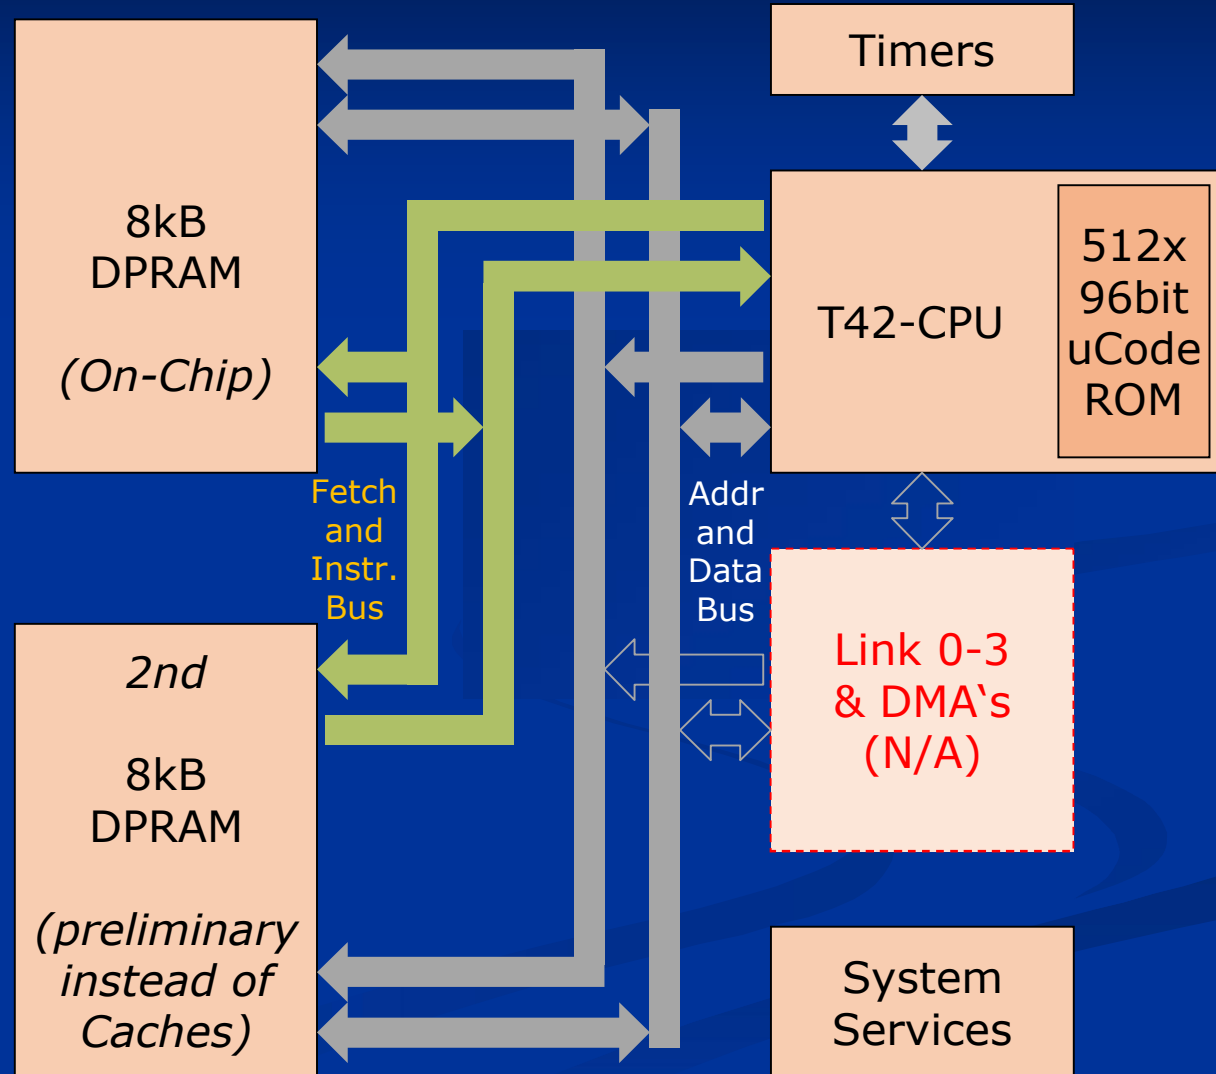 8kB
DPRAM
(On-Chip)
Timers
T42-CPU
512x
96bit
uCode
ROM
Fetch
and
Instr.
Bus
Addr
and
Data
Bus
2nd
8kB
DPRAM
(preliminary
instead of
Caches)
Link 0-3
& DMA‘s
(N/A)
System
Services